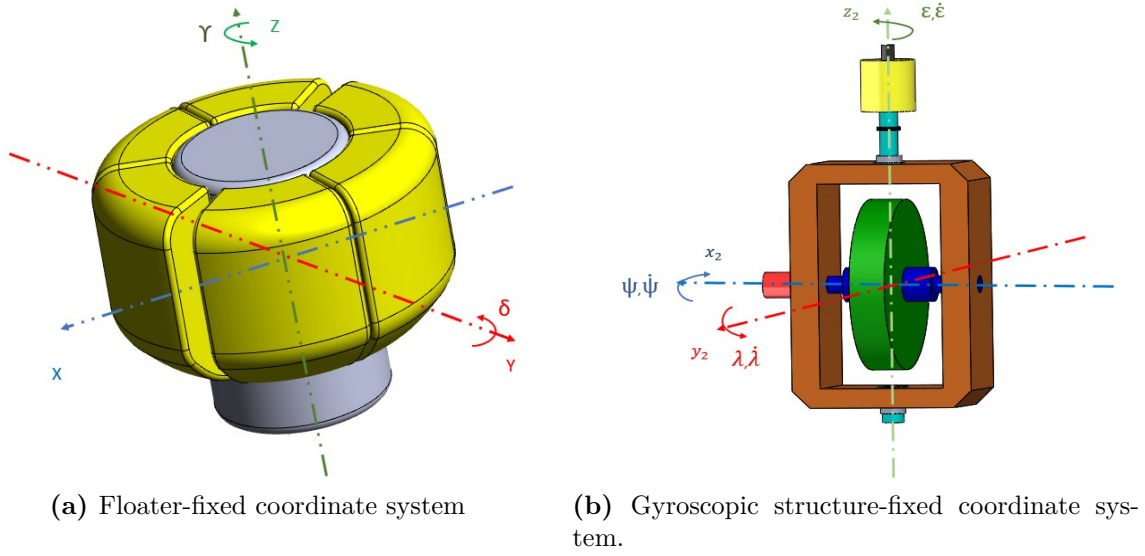 ϒ
Z
δ
X
Y
z₂
Ɛ,Ɛ̇
x₂
ψ,ψ̇
y₂
λ,λ̇
(a) Floater-fixed coordinate system
(b) Gyroscopic structure-fixed coordinate sys-
tem.